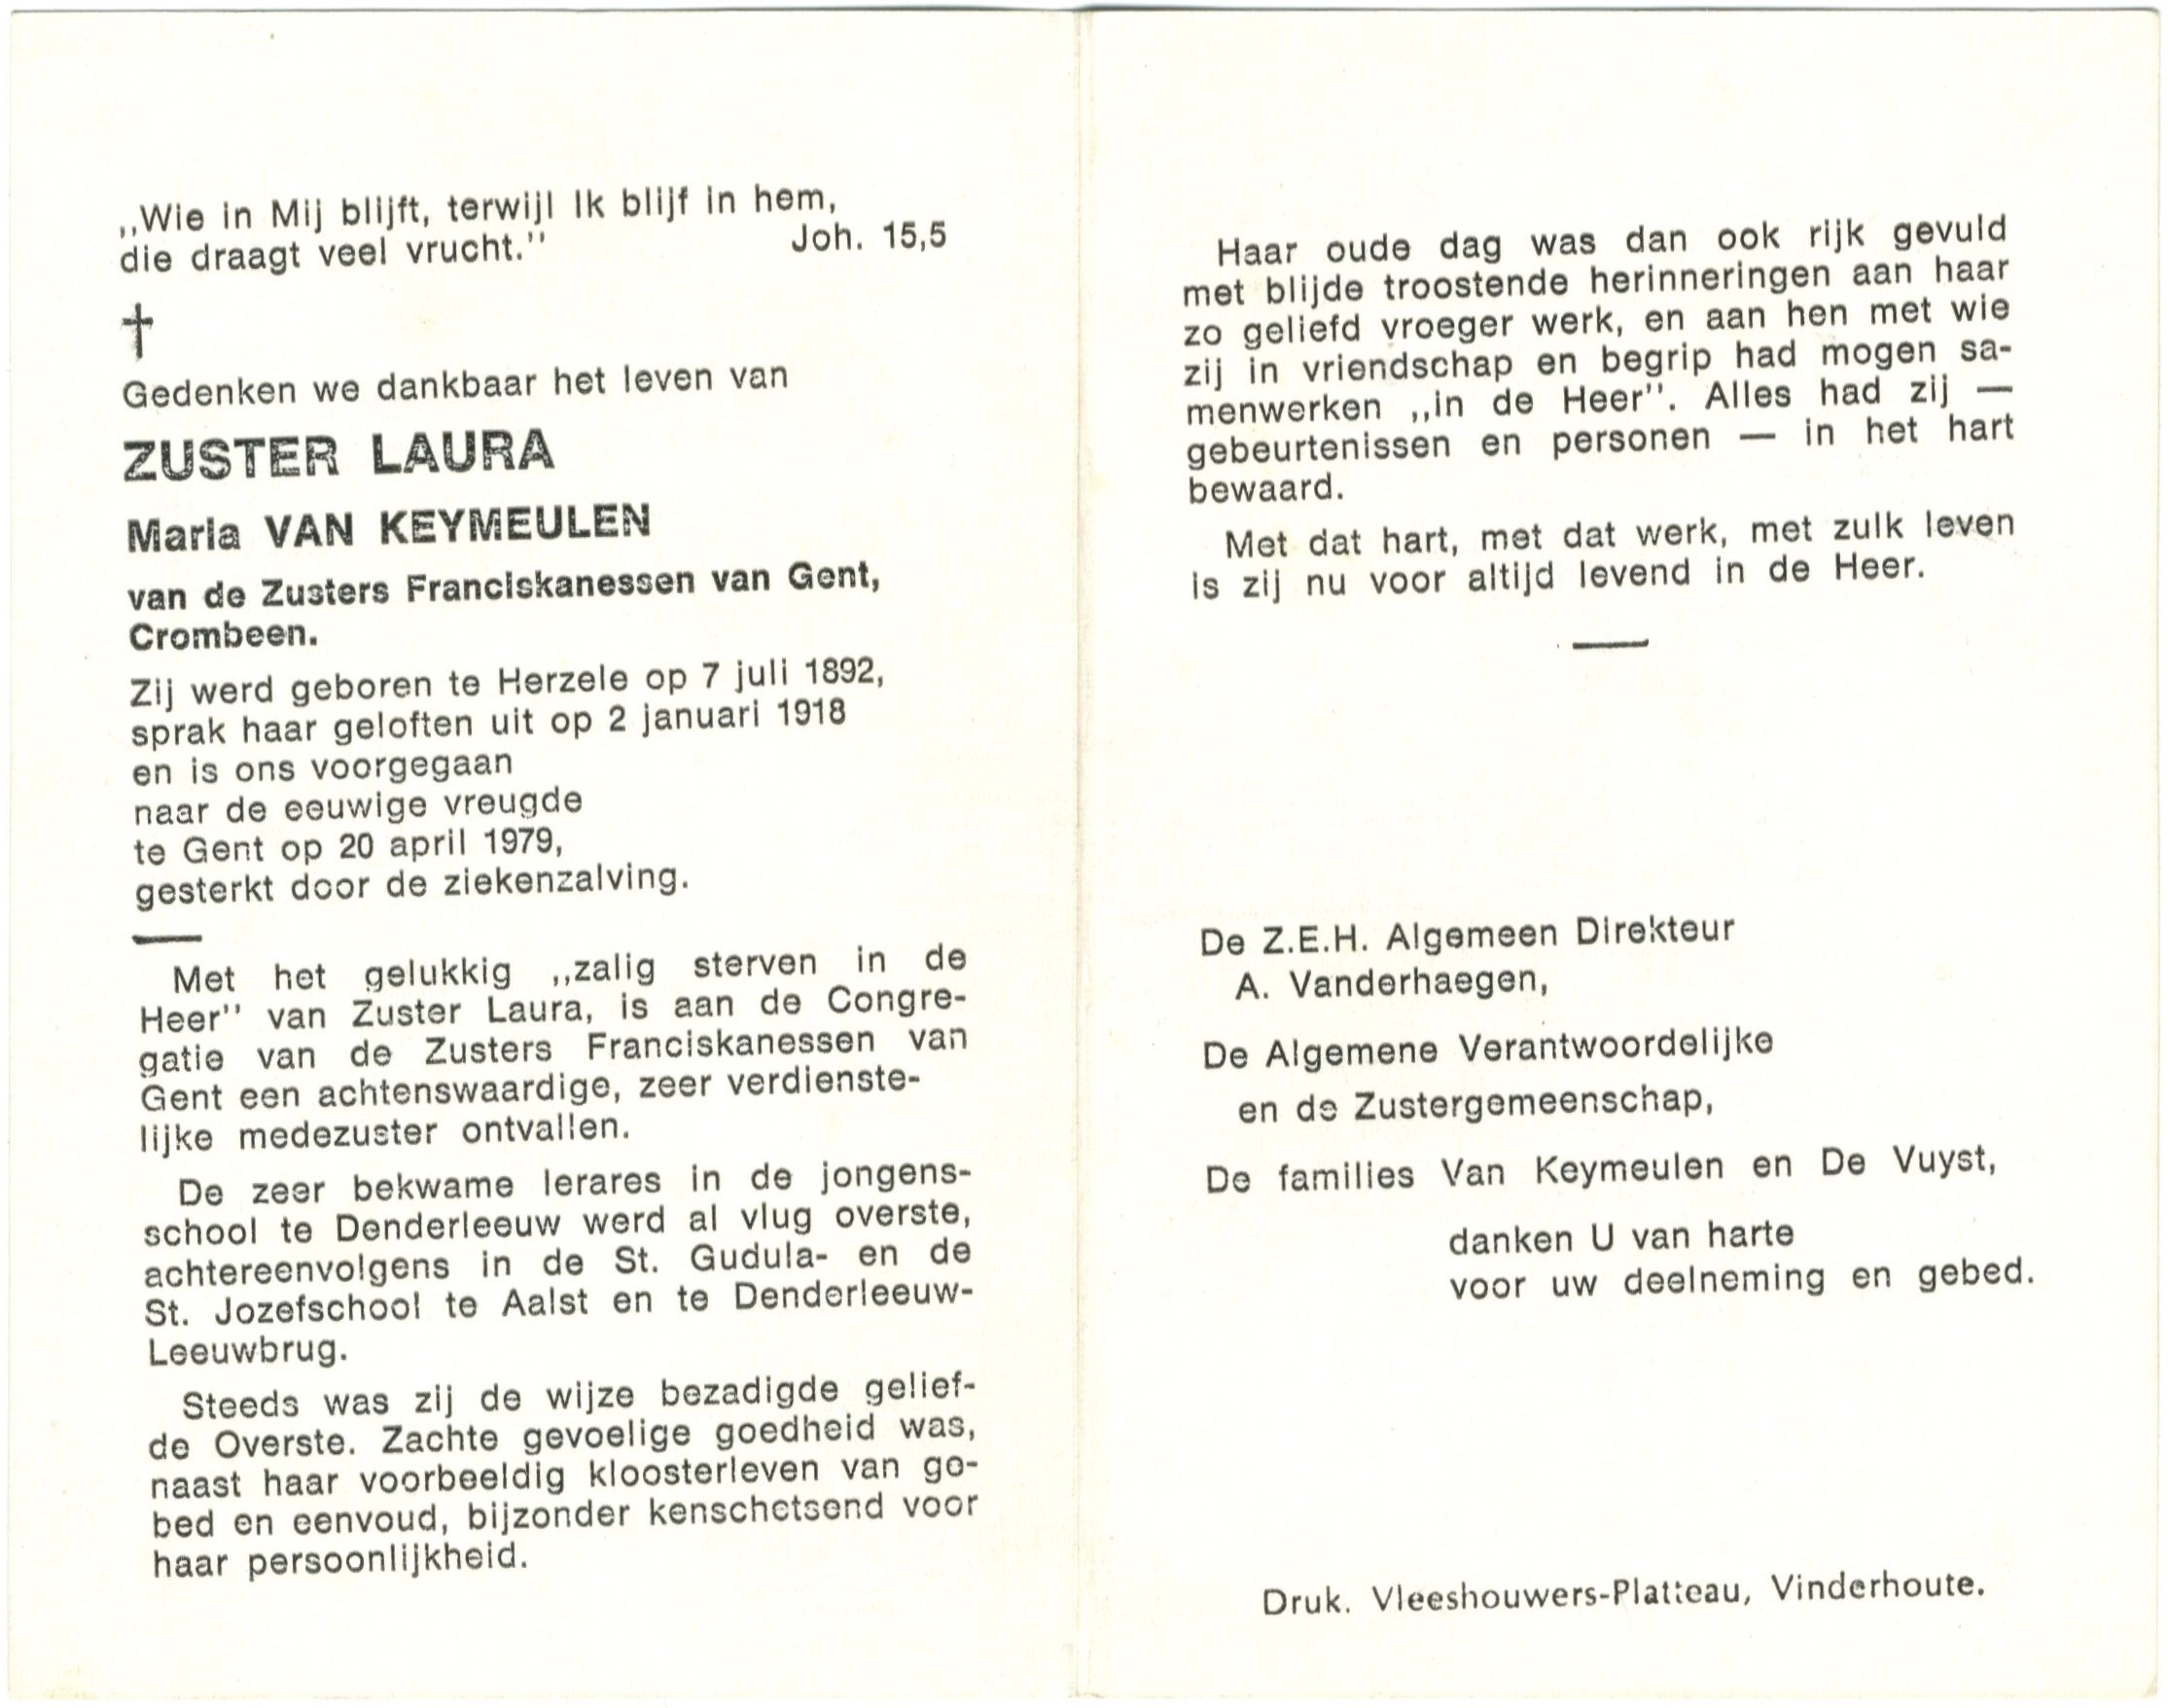 ,,Wie in Mij blijft, terwijl Ik blijf in hem,
die draagt veel vrucht.'' Joh. 15,5
†
Gedenken we dankbaar het leven van
ZUSTER LAURA
Maria VAN KEYMEULEN
van de Zusters Franciskanessen van Gent,
Crombeen.
Zij werd geboren te Herzele op 7 juli 1892,
sprak haar geloften uit op 2 januari 1918
en is ons voorgegaan
naar de eeuwige vreugde
te Gent op 20 april 1979,
gesterkt door de ziekenzalving.
Met het gelukkig ,,zalig sterven in de
Heer'' van Zuster Laura, is aan de Congre-
gatie van de Zusters Franciskanessen van
Gent een achtenswaardige, zeer verdienste-
lijke medezuster ontvallen.
De zeer bekwame lerares in de jongens-
school te Denderleeuw werd al vlug overste,
achtereenvolgens in de St. Gudula- en de
St. Jozefschool te Aalst en te Denderleeuw-
Leeuwbrug.
Steeds was zij de wijze bezadigde gelief-
de Overste. Zachte gevoelige goedheid was,
naast haar voorbeeldig kloosterleven van ge-
bed en eenvoud, bijzonder kenschetsend voor
haar persoonlijkheid.
Haar oude dag was dan ook rijk gevuld
met blijde troostende herinneringen aan haar
zo geliefd vroeger werk, en aan hen met wie
zij in vriendschap en begrip had mogen sa-
menwerken ,,in de Heer''. Alles had zij —
gebeurtenissen en personen — in het hart
bewaard.
Met dat hart, met dat werk, met zulk leven
is zij nu voor altijd levend in de Heer.
De Z.E.H. Algemeen Direkteur
A. Vanderhaegen,
De Algemene Verantwoordelijke
en de Zustergemeenschap,
De families Van Keymeulen en De Vuyst,
danken U van harte
voor uw deelneming en gebed.
Druk. Vleeshouwers-Platteau, Vinderhoute.